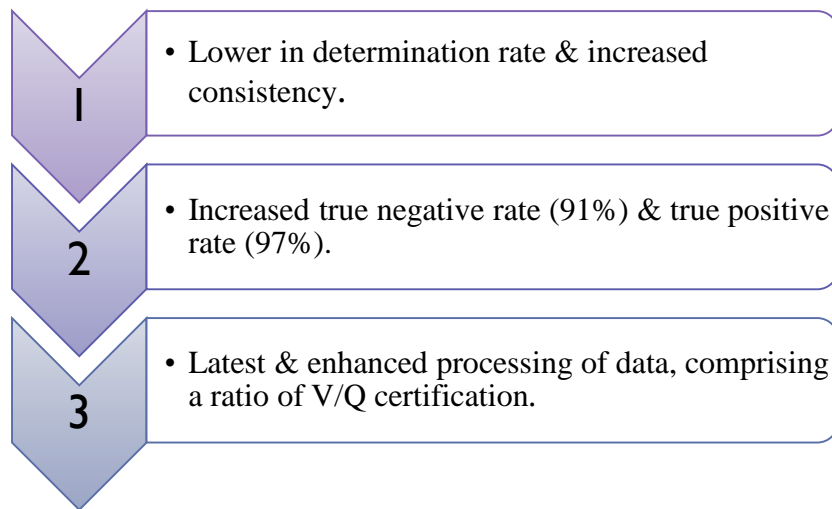 1
• Lower in determination rate & increased
consistency.
2
• Increased true negative rate (91%) & true positive
rate (97%).
3
• Latest & enhanced processing of data, comprising
a ratio of V/Q certification.